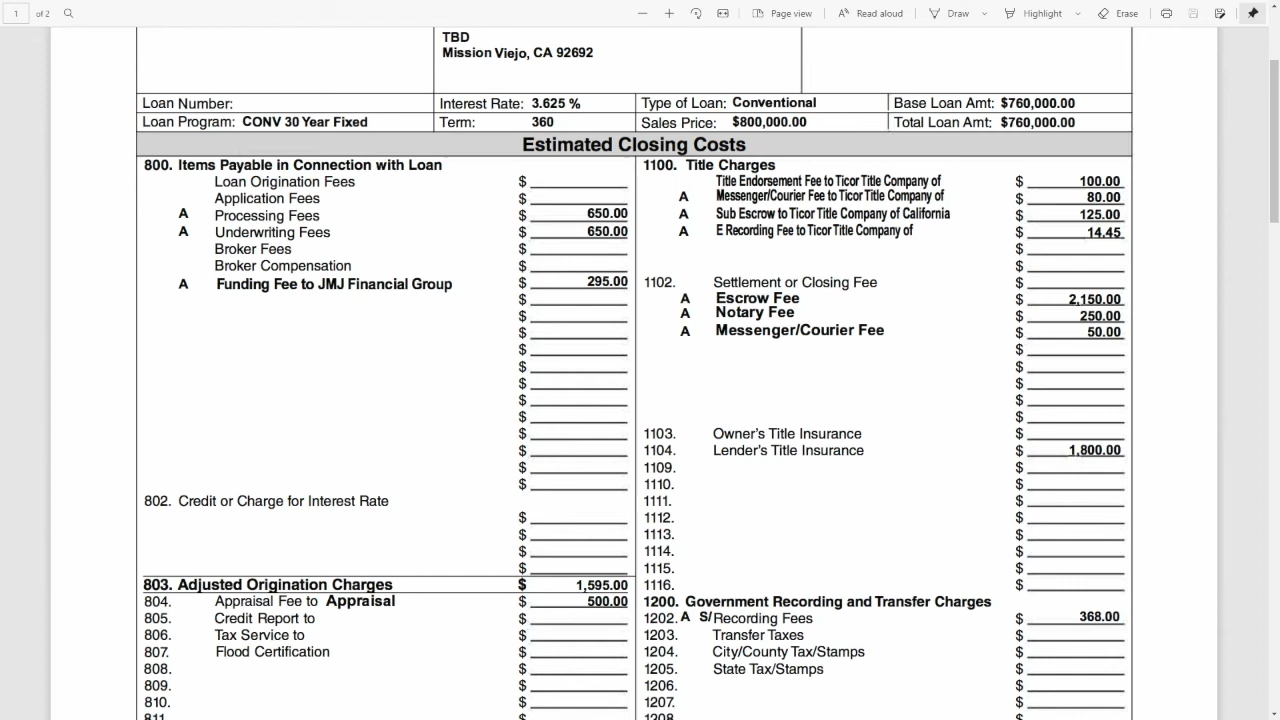 1 of 2 Page view Read aloud Draw Highlight Erase
TBD
Mission Viejo, CA 92692
Loan Number: Interest Rate: 3.625 % Type of Loan: Conventional Base Loan Amt: $760,000.00
Loan Program: CONV 30 Year Fixed Term: 360 Sales Price: $800,000.00 Total Loan Amt: $760,000.00
Estimated Closing Costs
800. Items Payable in Connection with Loan
Loan Origination Fees $
Application Fees $
A Processing Fees $ 650.00
A Underwriting Fees $ 650.00
Broker Fees $
Broker Compensation $
A Funding Fee to JMJ Financial Group $ 295.00
$
$
$
$
$
$
$
$
$
$
$
$
802. Credit or Charge for Interest Rate
$
$
$
$
803. Adjusted Origination Charges $ 1,595.00
804. Appraisal Fee to Appraisal $ 500.00
805. Credit Report to $
806. Tax Service to $
807. Flood Certification $
808. $
809. $
810. $
811.
1100. Title Charges
Title Endorsement Fee to Ticor Title Company of $ 100.00
A Messenger/Courier Fee to Ticor Title Company of $ 80.00
A Sub Escrow to Ticor Title Company of California $ 125.00
A E Recording Fee to Ticor Title Company of $ 14.45
$
$
1102. Settlement or Closing Fee $
A Escrow Fee $ 2,150.00
A Notary Fee $ 250.00
A Messenger/Courier Fee $ 50.00
$
$
$
$
$
1103. Owner's Title Insurance $
1104. Lender's Title Insurance $ 1,800.00
1109. $
1110. $
1111. $
1112. $
1113. $
1114. $
1115. $
1116. $
1200. Government Recording and Transfer Charges
1202. A S/ Recording Fees $ 368.00
1203. Transfer Taxes $
1204. City/County Tax/Stamps $
1205. State Tax/Stamps $
1206. $
1207. $
1208.